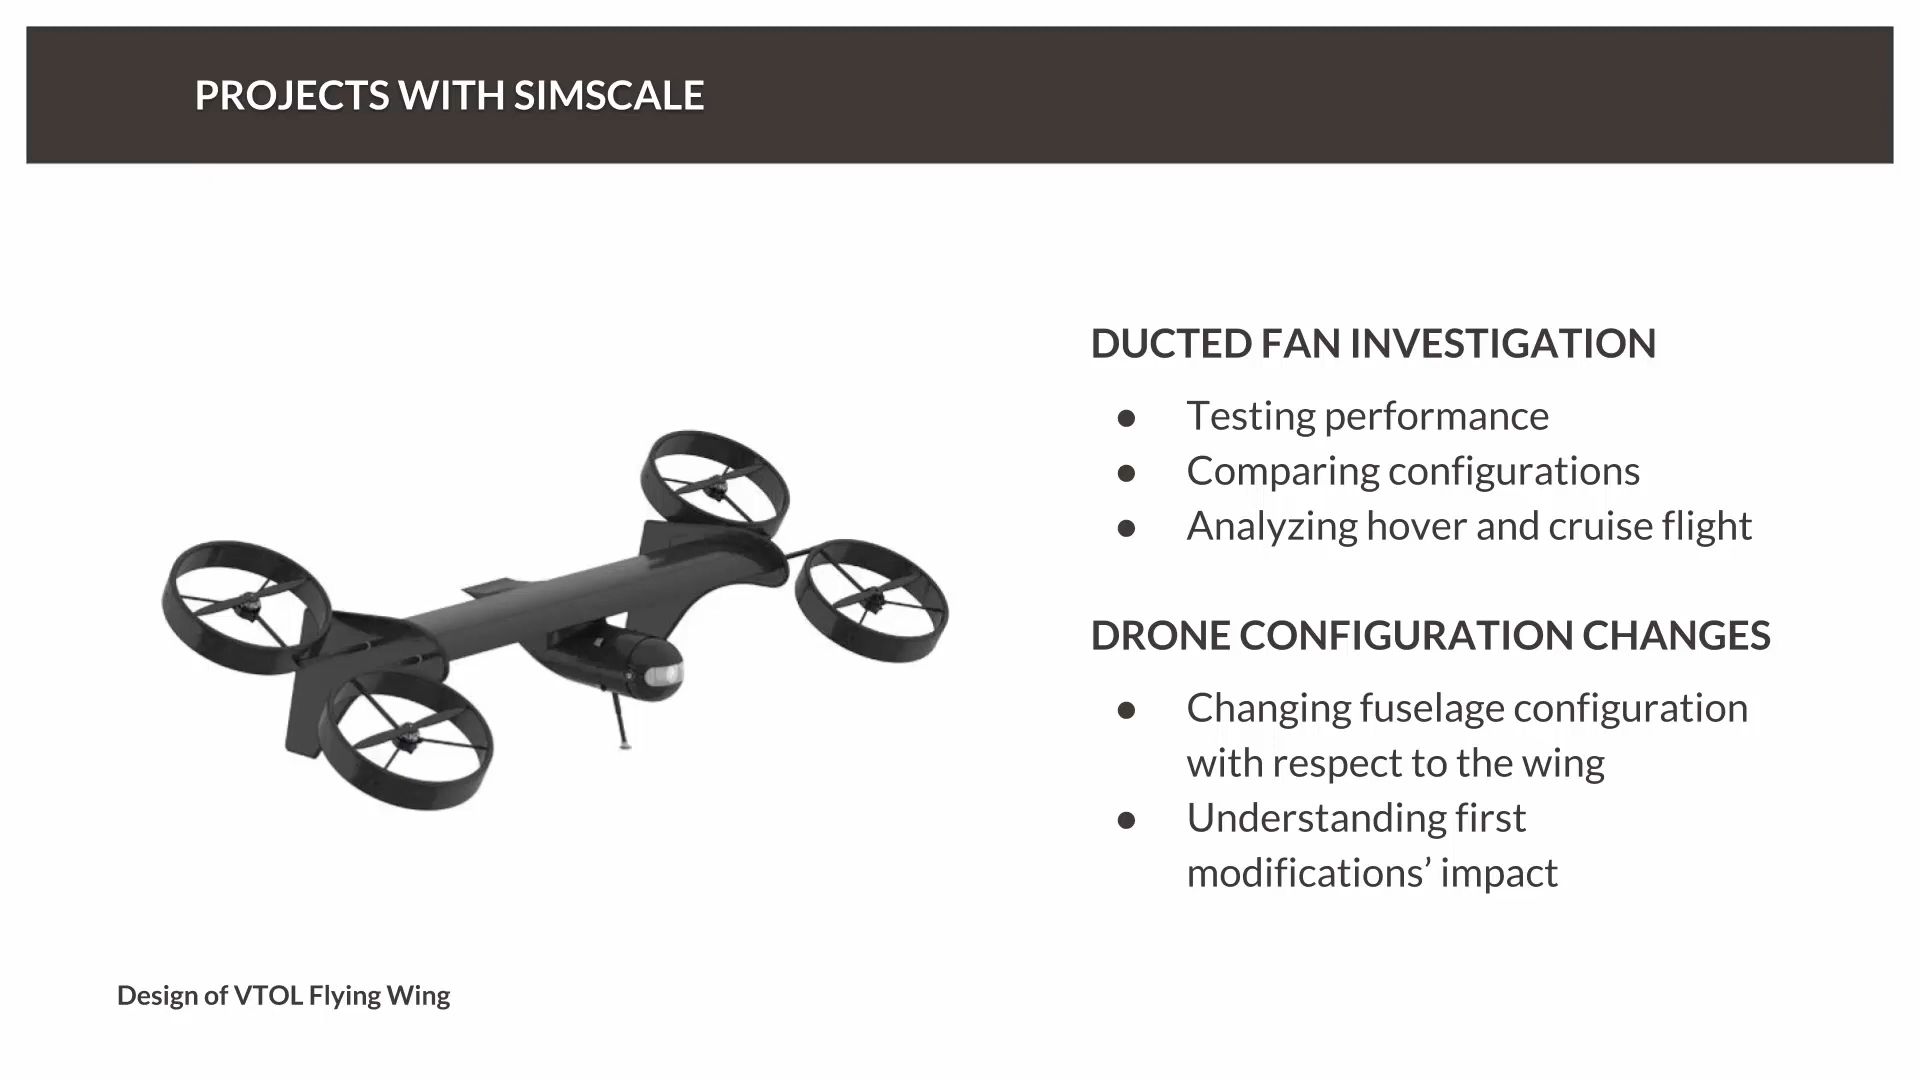 PROJECTS WITH SIMSCALE
DUCTED FAN INVESTIGATION
● Testing performance
● Comparing configurations
● Analyzing hover and cruise flight
DRONE CONFIGURATION CHANGES
● Changing fuselage configuration
with respect to the wing
● Understanding first
modifications’ impact
Design of VTOL Flying Wing